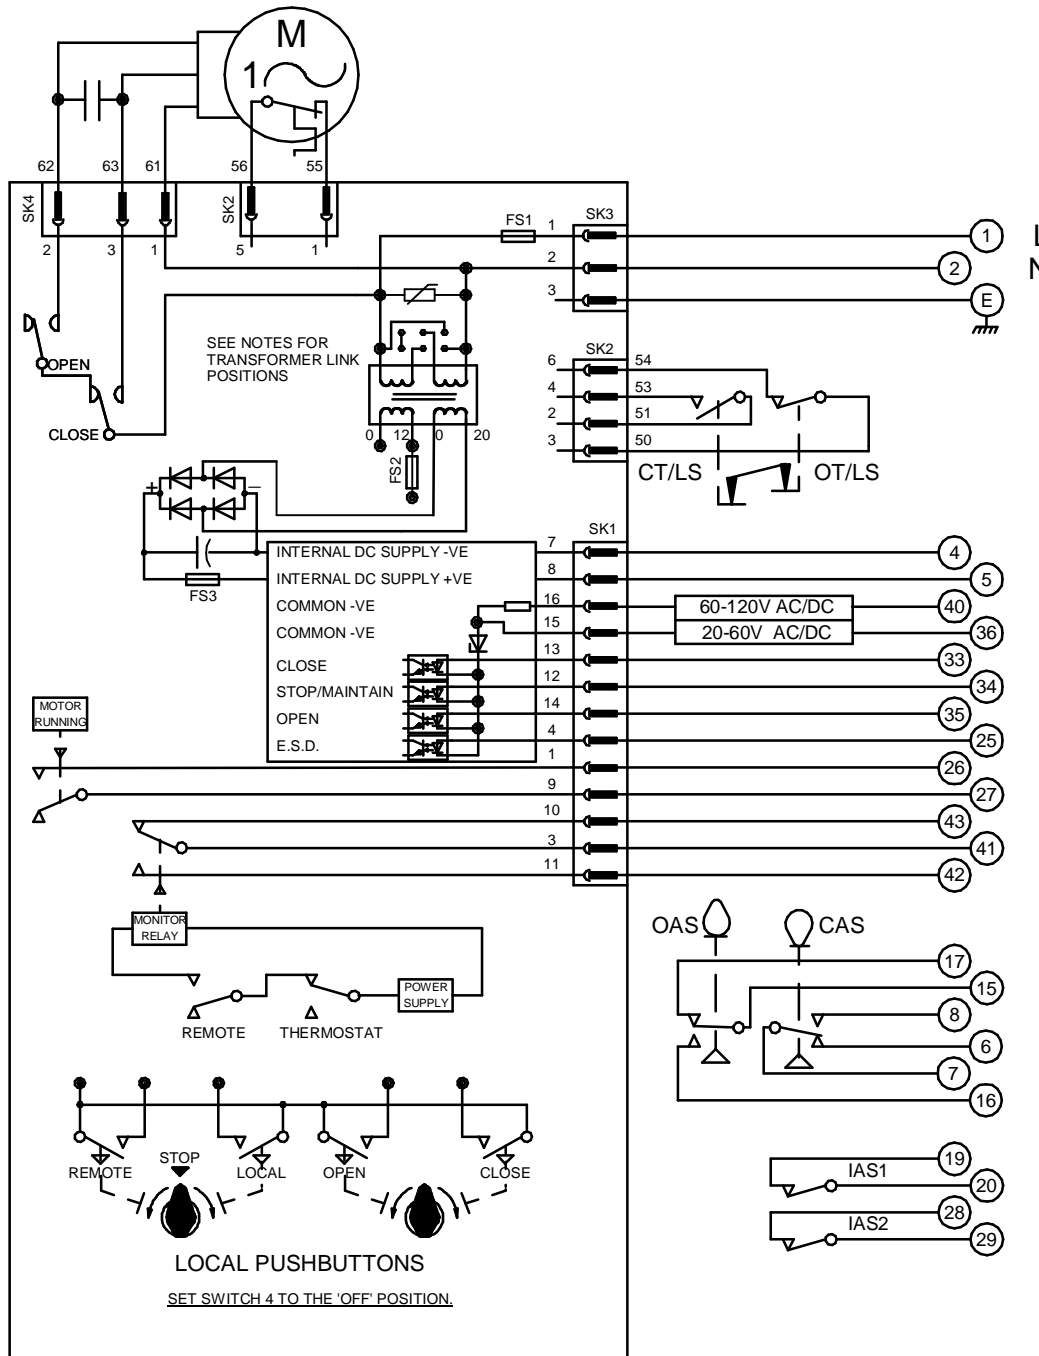 M
1
62 63 61 56 55
SK4
SK2
2 3 1 5 1
FS1
SK3
1
1
L
2
2
N
3
E
SEE NOTES FOR
TRANSFORMER LINK
POSITIONS
OPEN
CLOSE
0 12 0 20
FS2
SK2
6 54
4 53
2 51
3 50
CT/LS OT/LS
+ –
FS3
SK1
INTERNAL DC SUPPLY -VE 7 4
INTERNAL DC SUPPLY +VE 8 5
COMMON -VE 16 60-120V AC/DC 40
COMMON -VE 15 20-60V AC/DC 36
CLOSE 13 33
STOP/MAINTAIN 12 34
OPEN 14 35
E.S.D. 4 25
MOTOR
RUNNING
1 26
9 27
10 43
3 41
11 42
MONITOR
RELAY
REMOTE
THERMOSTAT
POWER
SUPPLY
OAS CAS
17
15
8
6
7
16
REMOTE
STOP
LOCAL
OPEN
CLOSE
LOCAL PUSHBUTTONS
SET SWITCH 4 TO THE 'OFF' POSITION.
IAS1
19
20
IAS2
28
29